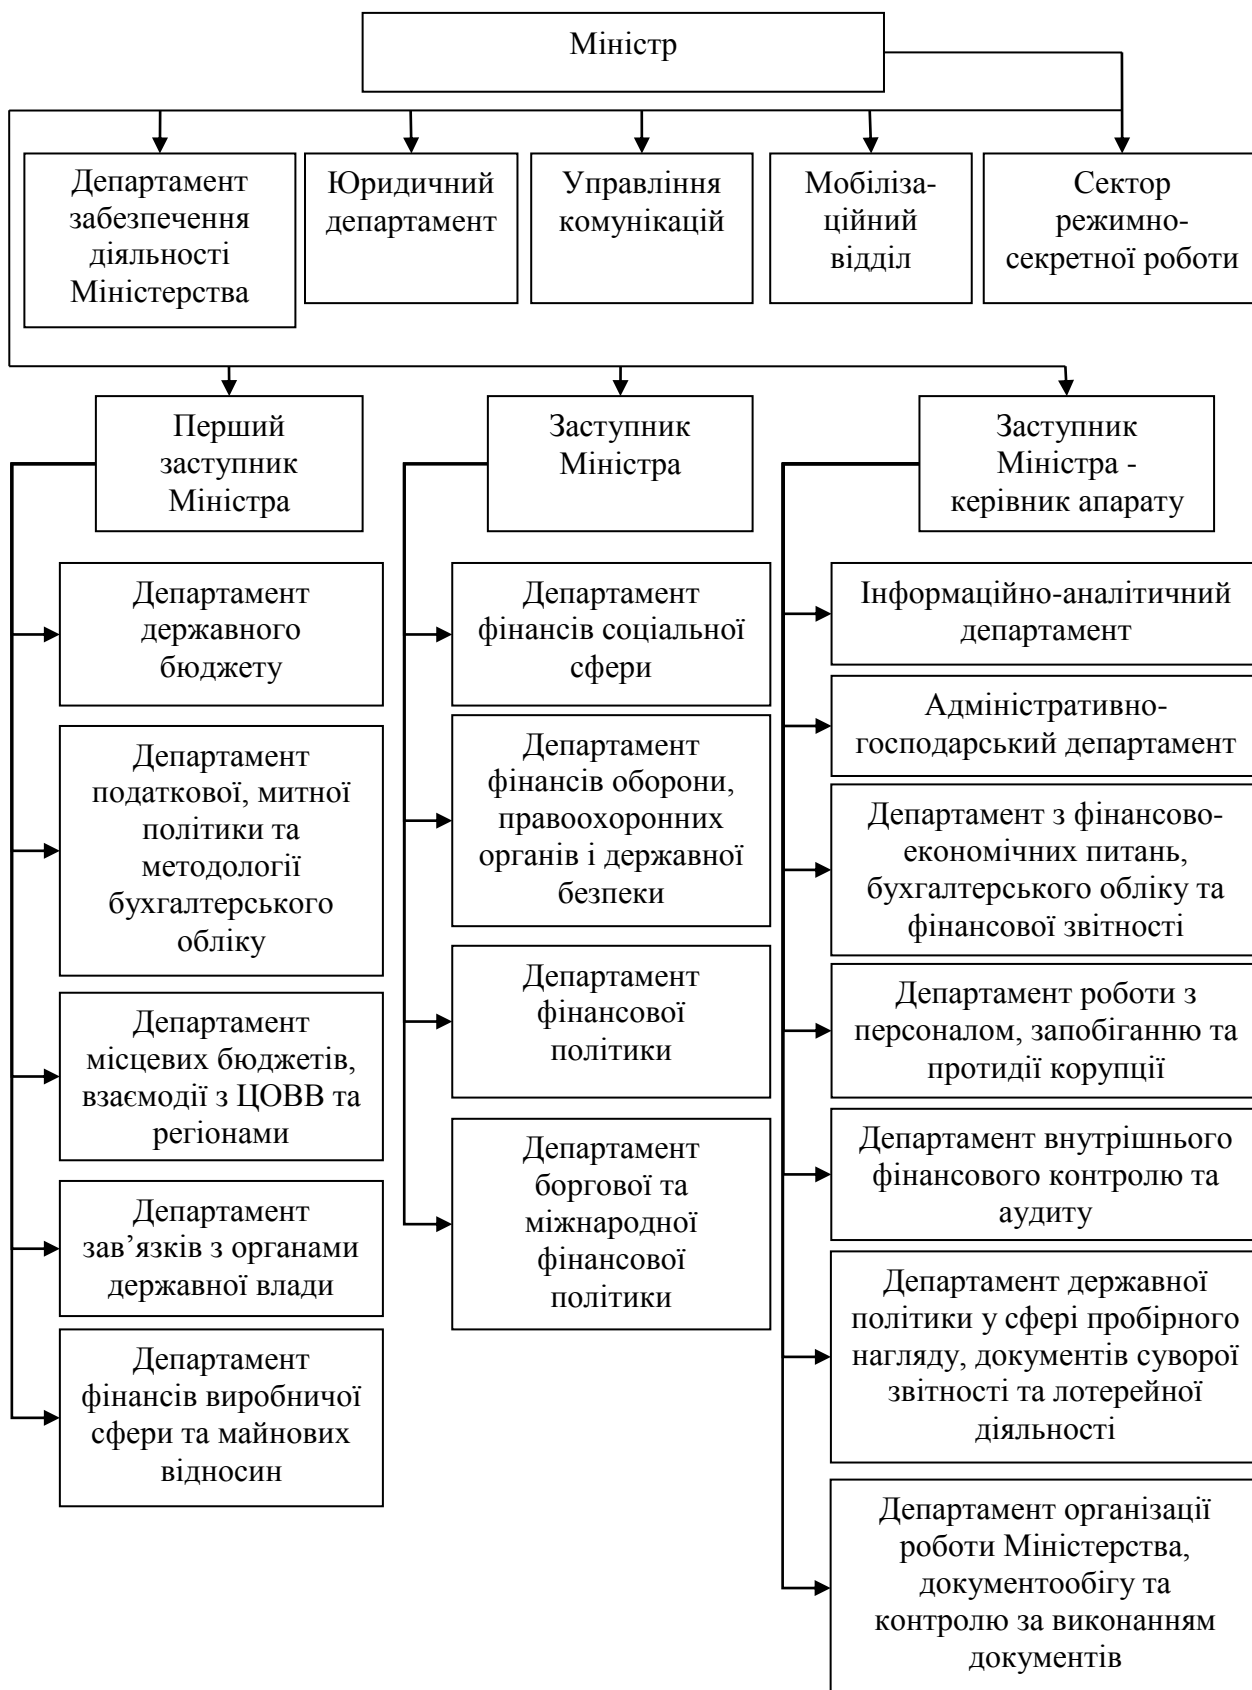 Міністр
Департамент
забезпечення
діяльності
Міністерства
Юридичний
департамент
Управління
комунікацій
Мобіліза-
ційний
відділ
Сектор
режимно-
секретної роботи
Перший
заступник
Міністра
Заступник
Міністра
Заступник
Міністра -
керівник апарату
Департамент
державного
бюджету
Департамент
податкової, митної
політики та
методології
бухгалтерського
обліку
Департамент
місцевих бюджетів,
взаємодії з ЦОВВ та
регіонами
Департамент
зав’язків з органами
державної влади
Департамент
фінансів виробничої
сфери та майнових
відносин
Департамент
фінансів соціальної
сфери
Департамент
фінансів оборони,
правоохоронних
органів і державної
безпеки
Департамент
фінансової
політики
Департамент
боргової та
міжнародної
фінансової
політики
Інформаційно-аналітичний
департамент
Адміністративно-
господарський департамент
Департамент з фінансово-
економічних питань,
бухгалтерського обліку та
фінансової звітності
Департамент роботи з
персоналом, запобіганню та
протидії корупції
Департамент внутрішнього
фінансового контролю та
аудиту
Департамент державної
політики у сфері пробірного
нагляду, документів суворої
звітності та лотерейної
діяльності
Департамент організації
роботи Міністерства,
документообігу та
контролю за виконанням
документів